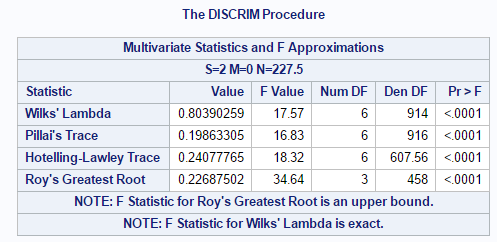 The DISCRIM Procedure
Multivariate Statistics and F Approximations
S=2 M=0 N=227.5
Statistic Value F Value Num DF Den DF Pr > F
Wilks' Lambda 0.80390259 17.57 6 914 <.0001
Pillai's Trace 0.19863305 16.83 6 916 <.0001
Hotelling-Lawley Trace 0.24077765 18.32 6 607.56 <.0001
Roy's Greatest Root 0.22687502 34.64 3 458 <.0001
NOTE: F Statistic for Roy's Greatest Root is an upper bound.
NOTE: F Statistic for Wilks' Lambda is exact.